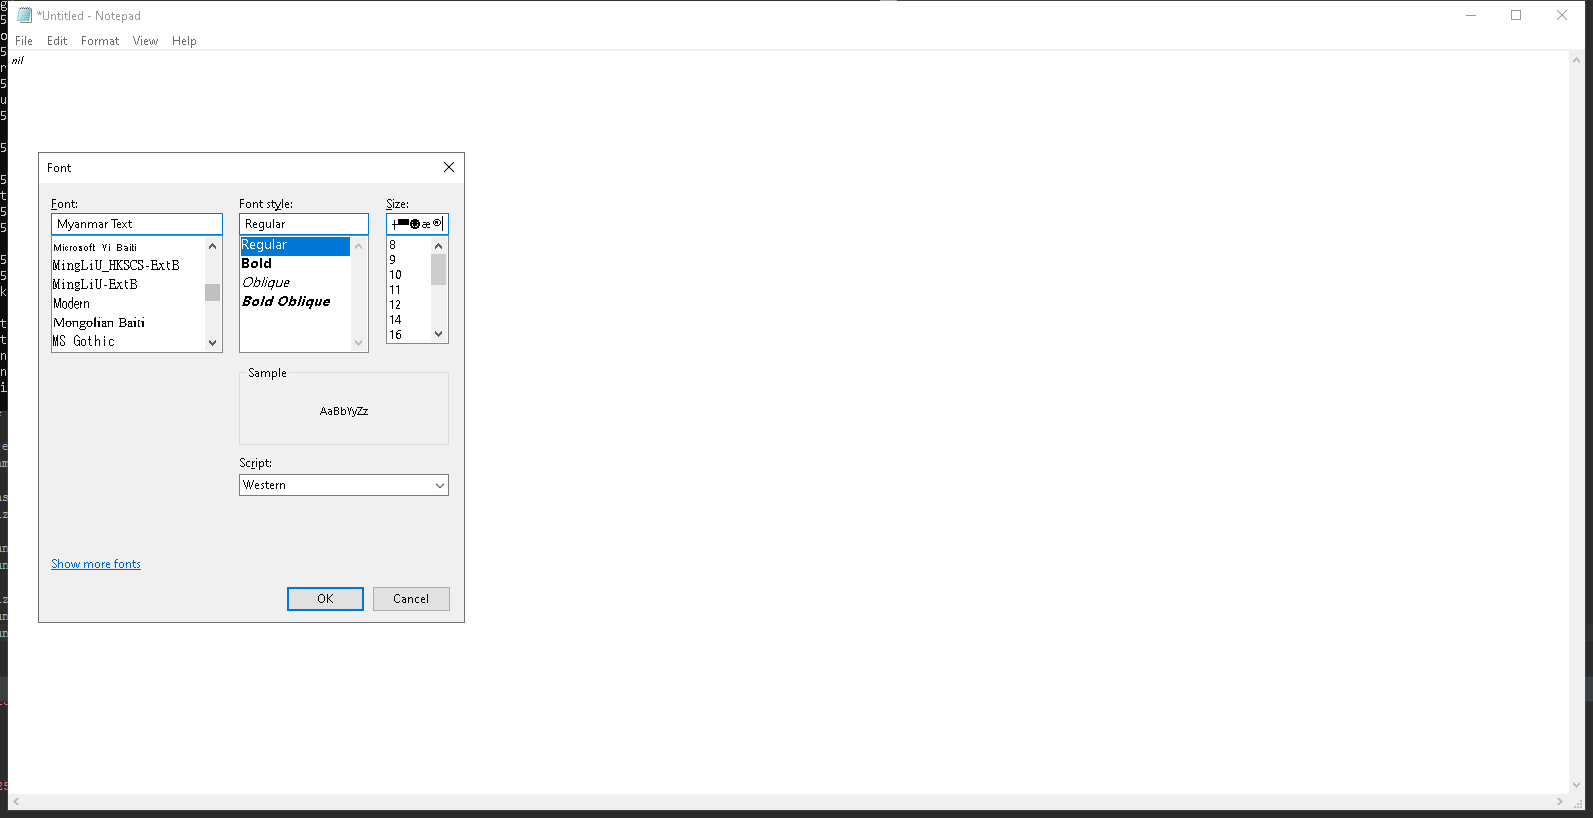 *Untitled - Notepad
File Edit Format View Help
nil
Font
Font: Font style: Size:
Myanmar Text Regular †▀☻æ®
Microsoft Yi Baiti
MingLiU_HKSCS-ExtB
MingLiU-ExtB
Modern
Mongolian Baiti
MS Gothic
Regular
Bold
Oblique
Bold Oblique
8
9
10
11
12
14
16
Sample
AaBbYyZz
Script:
Western
Show more fonts
OK Cancel